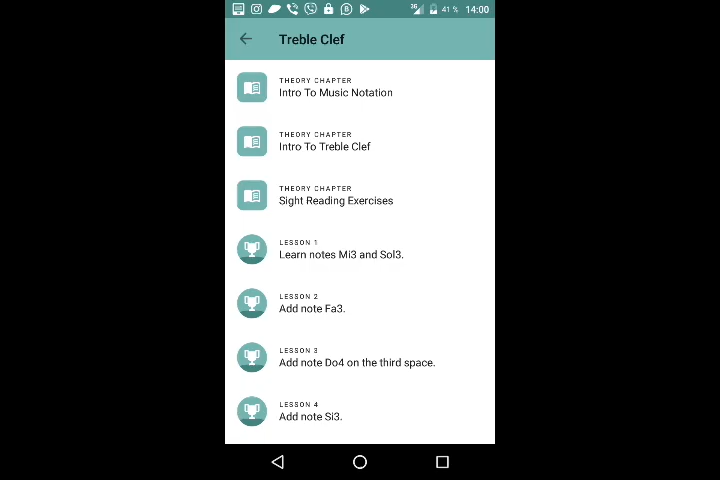 3G
41 %
14:00
Treble Clef
THEORY CHAPTER
Intro To Music Notation
THEORY CHAPTER
Intro To Treble Clef
THEORY CHAPTER
Sight Reading Exercises
LESSON 1
Learn notes Mi3 and Sol3.
LESSON 2
Add note Fa3.
LESSON 3
Add note Do4 on the third space.
LESSON 4
Add note Si3.